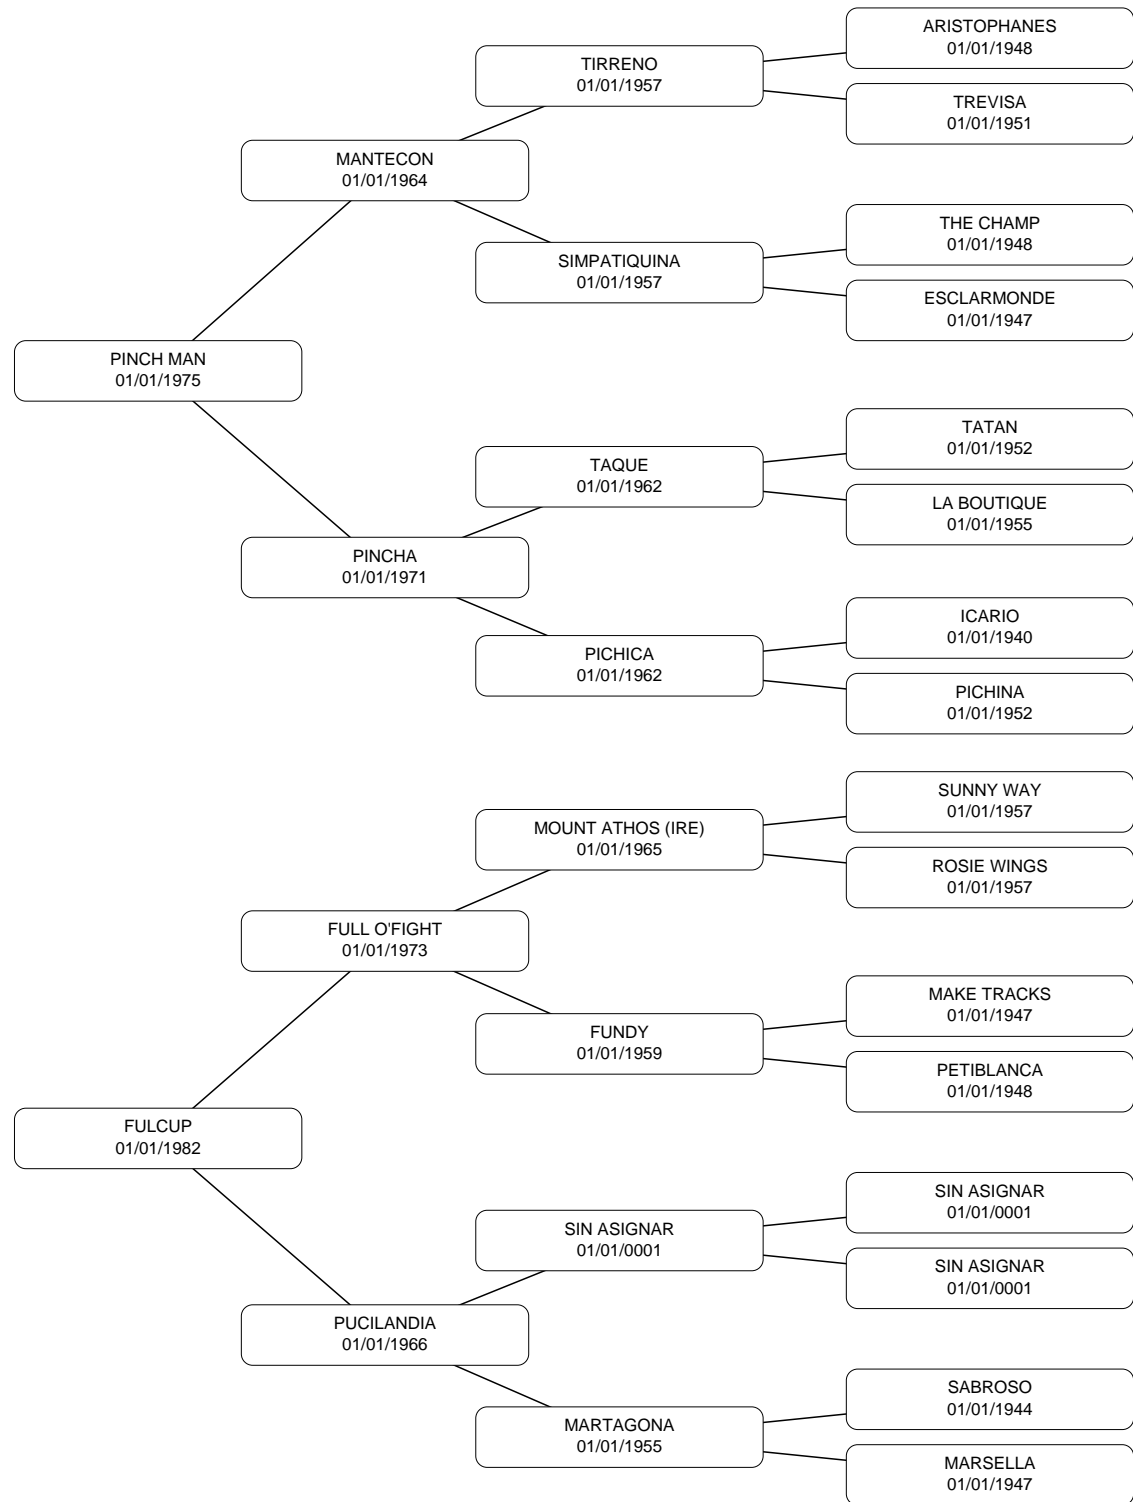 ARISTOPHANES
01/01/1948
TIRRENO
01/01/1957
TREVISA
01/01/1951
MANTECON
01/01/1964
THE CHAMP
01/01/1948
SIMPATIQUINA
01/01/1957
ESCLARMONDE
01/01/1947
PINCH MAN
01/01/1975
TATAN
01/01/1952
TAQUE
01/01/1962
LA BOUTIQUE
01/01/1955
PINCHA
01/01/1971
ICARIO
01/01/1940
PICHICA
01/01/1962
PICHINA
01/01/1952
SUNNY WAY
01/01/1957
MOUNT ATHOS (IRE)
01/01/1965
ROSIE WINGS
01/01/1957
FULL O'FIGHT
01/01/1973
MAKE TRACKS
01/01/1947
FUNDY
01/01/1959
PETIBLANCA
01/01/1948
FULCUP
01/01/1982
SIN ASIGNAR
01/01/0001
SIN ASIGNAR
01/01/0001
SIN ASIGNAR
01/01/0001
PUCILANDIA
01/01/1966
SABROSO
01/01/1944
MARTAGONA
01/01/1955
MARSELLA
01/01/1947